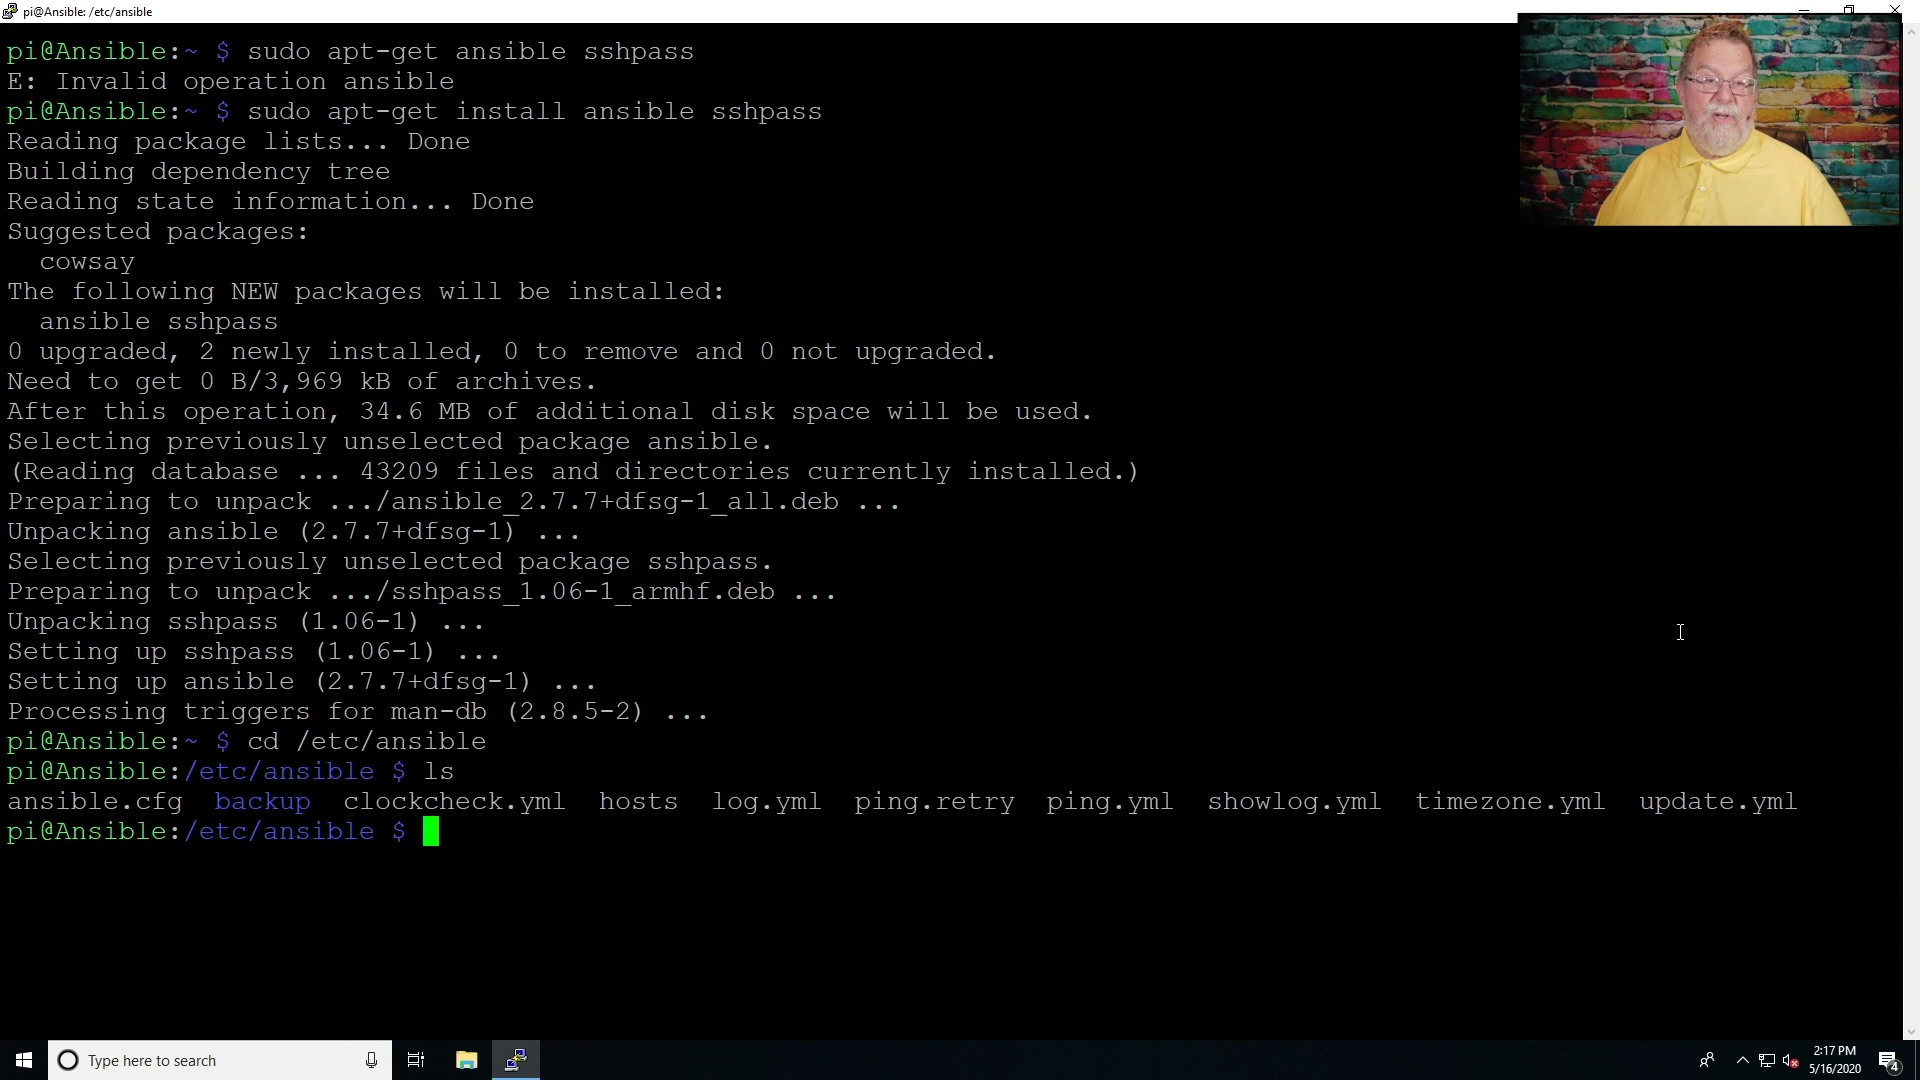 pi@Ansible: /etc/ansible
pi@Ansible:~ $ sudo apt-get ansible sshpass
E: Invalid operation ansible
pi@Ansible:~ $ sudo apt-get install ansible sshpass
Reading package lists... Done
Building dependency tree
Reading state information... Done
Suggested packages:
  cowsay
The following NEW packages will be installed:
  ansible sshpass
0 upgraded, 2 newly installed, 0 to remove and 0 not upgraded.
Need to get 0 B/3,969 kB of archives.
After this operation, 34.6 MB of additional disk space will be used.
Selecting previously unselected package ansible.
(Reading database ... 43209 files and directories currently installed.)
Preparing to unpack .../ansible_2.7.7+dfsg-1_all.deb ...
Unpacking ansible (2.7.7+dfsg-1) ...
Selecting previously unselected package sshpass.
Preparing to unpack .../sshpass_1.06-1_armhf.deb ...
Unpacking sshpass (1.06-1) ...
Setting up sshpass (1.06-1) ...
Setting up ansible (2.7.7+dfsg-1) ...
Processing triggers for man-db (2.8.5-2) ...
pi@Ansible:~ $ cd /etc/ansible
pi@Ansible:/etc/ansible $ ls
ansible.cfg  backup  clockcheck.yml  hosts  log.yml  ping.retry  ping.yml  showlog.yml  timezone.yml  update.yml
pi@Ansible:/etc/ansible $
Type here to search
2:17 PM
5/16/2020
4